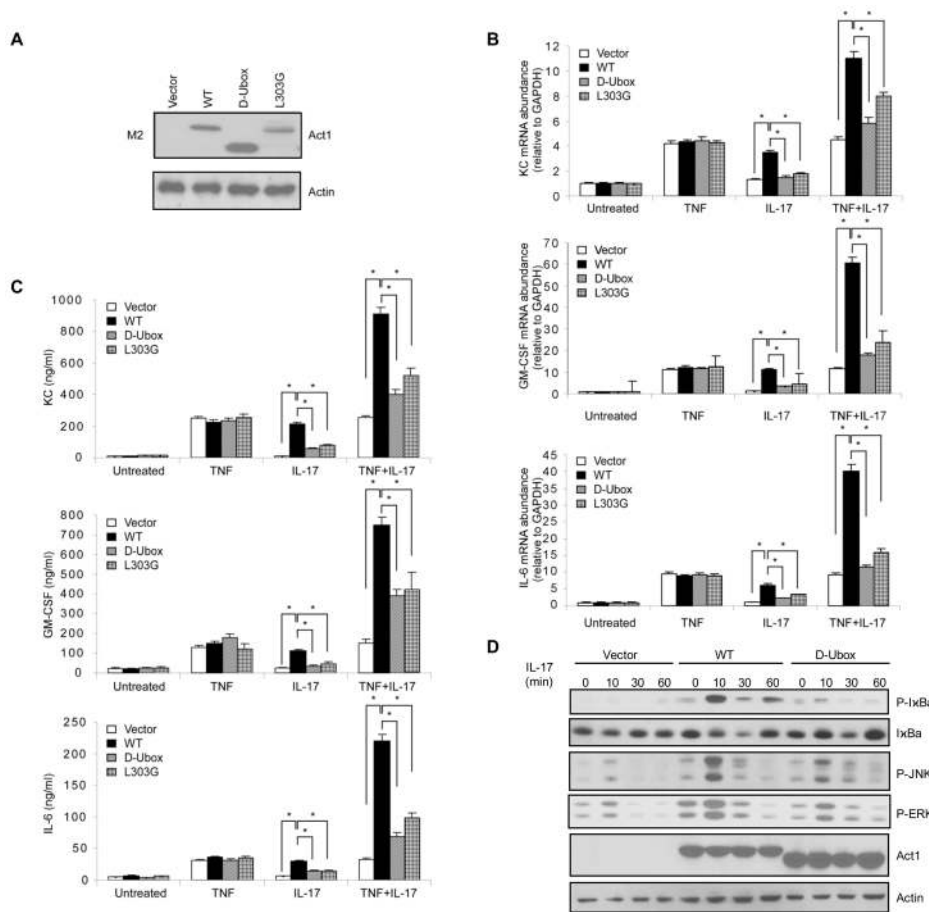 A
Vector
WT
D-Ubox
L303G
M2
Act1
Actin
B
KC mRNA abundance
(relative to GAPDH)
12
10
8
6
4
2
0
Vector
WT
D-Ubox
L303G
* *
*
* *
*
Untreated TNF IL-17 TNF+IL-17
GM-CSF mRNA abundance
(relative to GAPDH)
70
60
50
40
30
20
10
0
Vector
WT
D-Ubox
L303G
* *
*
* *
*
Untreated TNF IL-17 TNF+IL-17
IL-6 mRNA abundance
(relative to GAPDH)
45
40
35
30
25
20
15
10
5
0
Vector
WT
D-Ubox
L303G
* *
*
* *
*
Untreated TNF IL-17 TNF+IL-17
C
KC (ng/ml)
1000
800
600
400
200
0
Vector
WT
D-Ubox
L303G
* *
*
* *
*
Untreated TNF IL-17 TNF+IL-17
GM-CSF (ng/ml)
800
700
600
500
400
300
200
100
0
Vector
WT
D-Ubox
L303G
* *
*
* *
*
Untreated TNF IL-17 TNF+IL-17
IL-6 (ng/ml)
250
200
150
100
50
0
Vector
WT
D-Ubox
L303G
* *
*
* *
*
Untreated TNF IL-17 TNF+IL-17
D
Vector WT D-Ubox
IL-17
(min)
0 10 30 60 0 10 30 60 0 10 30 60
P-IxBa
IxBa
P-JNK
P-ERK
Act1
Actin